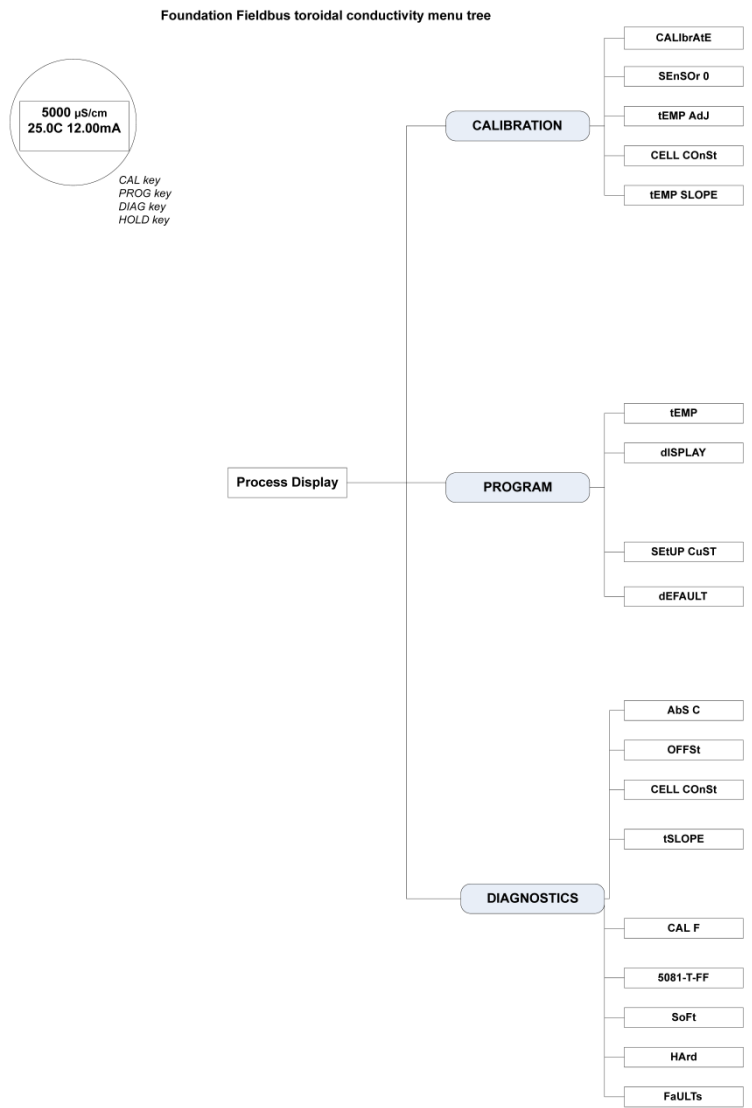 Foundation Fieldbus toroidal conductivity menu tree
5000 µS/cm
25.0C 12.00mA
CAL key
PROG key
DIAG key
HOLD key
Process Display
CALIBRATION
CALIbrAtE
SEnSOr 0
tEMP AdJ
CELL COnSt
tEMP SLOPE
PROGRAM
tEMP
dISPLAY
SEtUP CuST
dEFAULT
DIAGNOSTICS
AbS C
OFFSt
CELL COnSt
tSLOPE
CAL F
5081-T-FF
SoFt
HArd
FaULTs